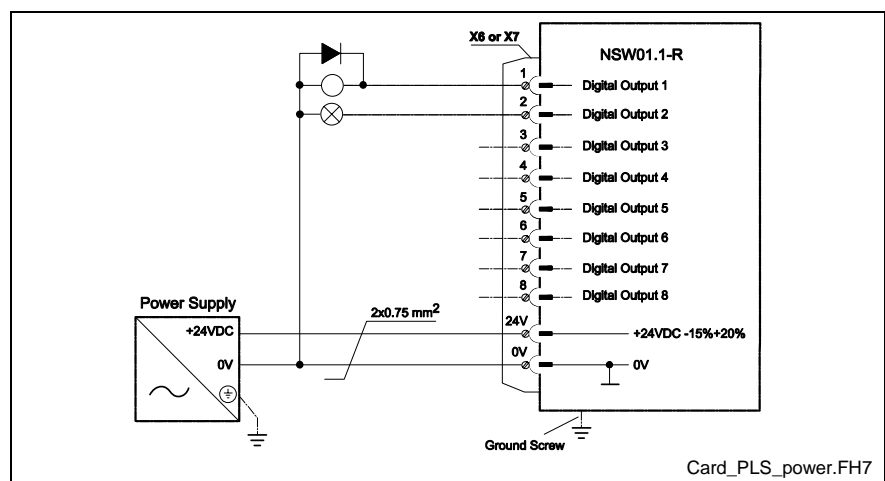 X6 or X7
NSW01.1-R
1
Digital Output 1
2
Digital Output 2
3
Digital Output 3
4
Digital Output 4
5
Digital Output 5
6
Digital Output 6
7
Digital Output 7
8
Digital Output 8
Power Supply
2x0.75 mm2
+24VDC
24V
+24VDC -15%+20%
0V
0V
0V
Ground Screw
Card_PLS_power.FH7